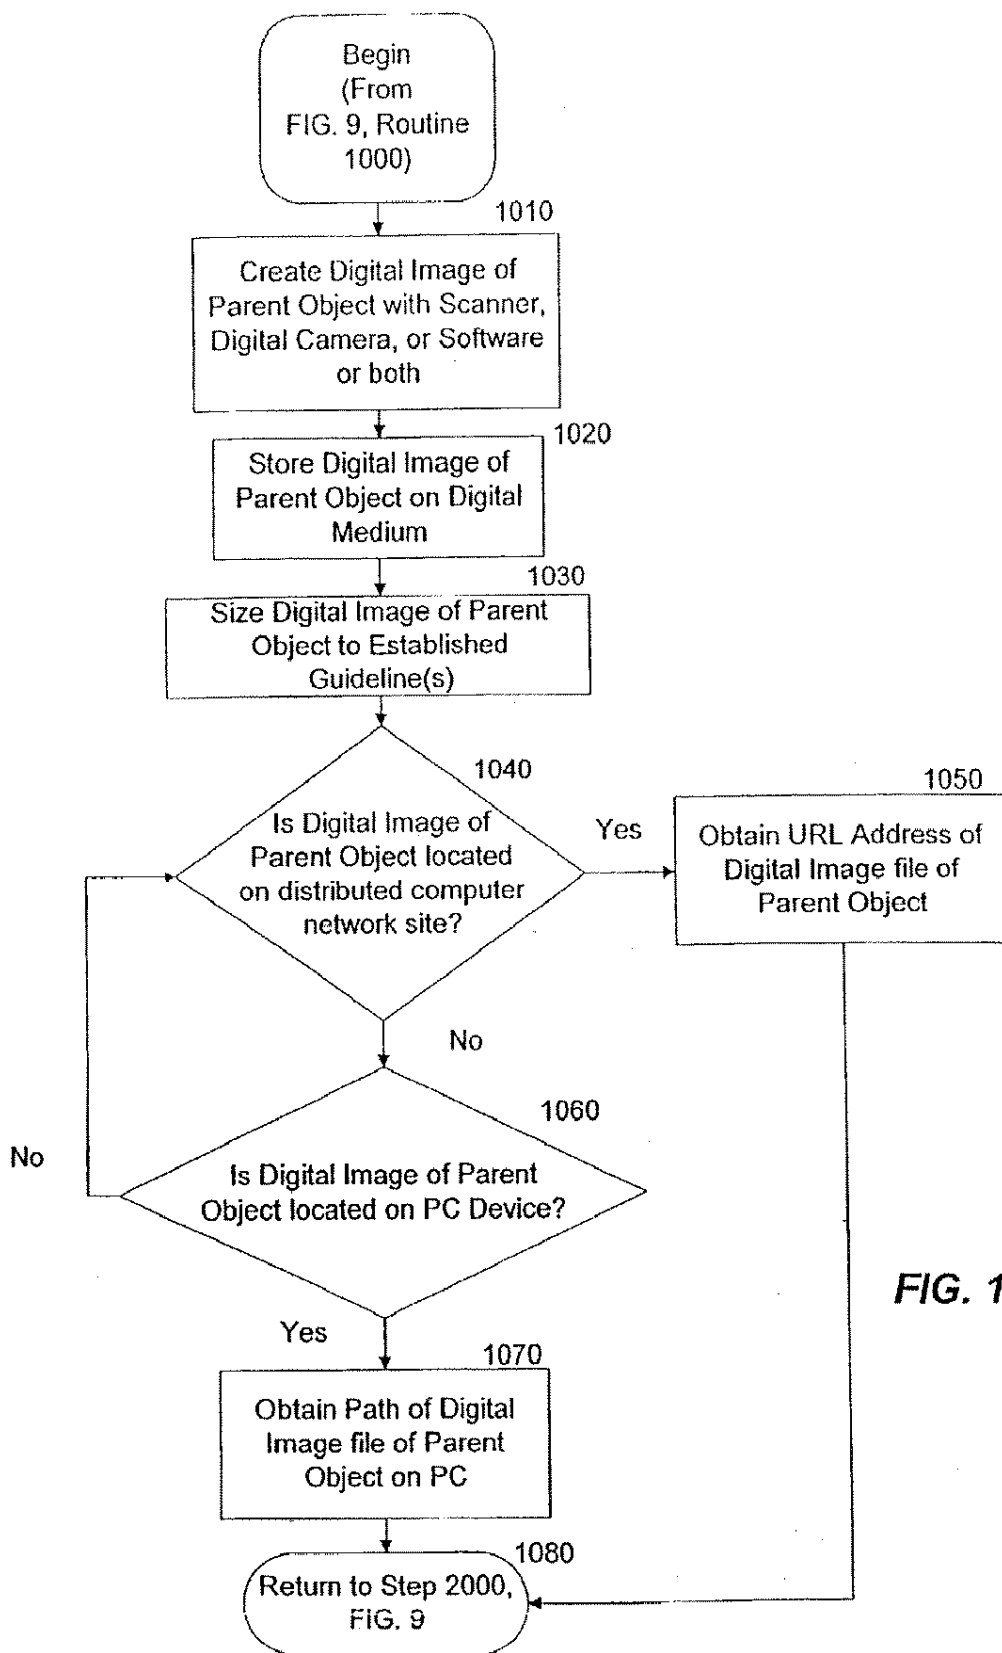 Begin
(From
FIG. 9, Routine
1000)
1010
Create Digital Image of
Parent Object with Scanner,
Digital Camera, or Software
or both
1020
Store Digital Image of
Parent Object on Digital
Medium
1030
Size Digital Image of Parent
Object to Established
Guideline(s)
1040
Is Digital Image of
Parent Object located
on distributed computer
network site?
Yes
1050
Obtain URL Address of
Digital Image file of
Parent Object
No
1060
Is Digital Image of Parent
Object located on PC Device?
No
Yes
FIG. 1
1070
Obtain Path of Digital
Image file of Parent
Object on PC
1080
Return to Step 2000,
FIG. 9